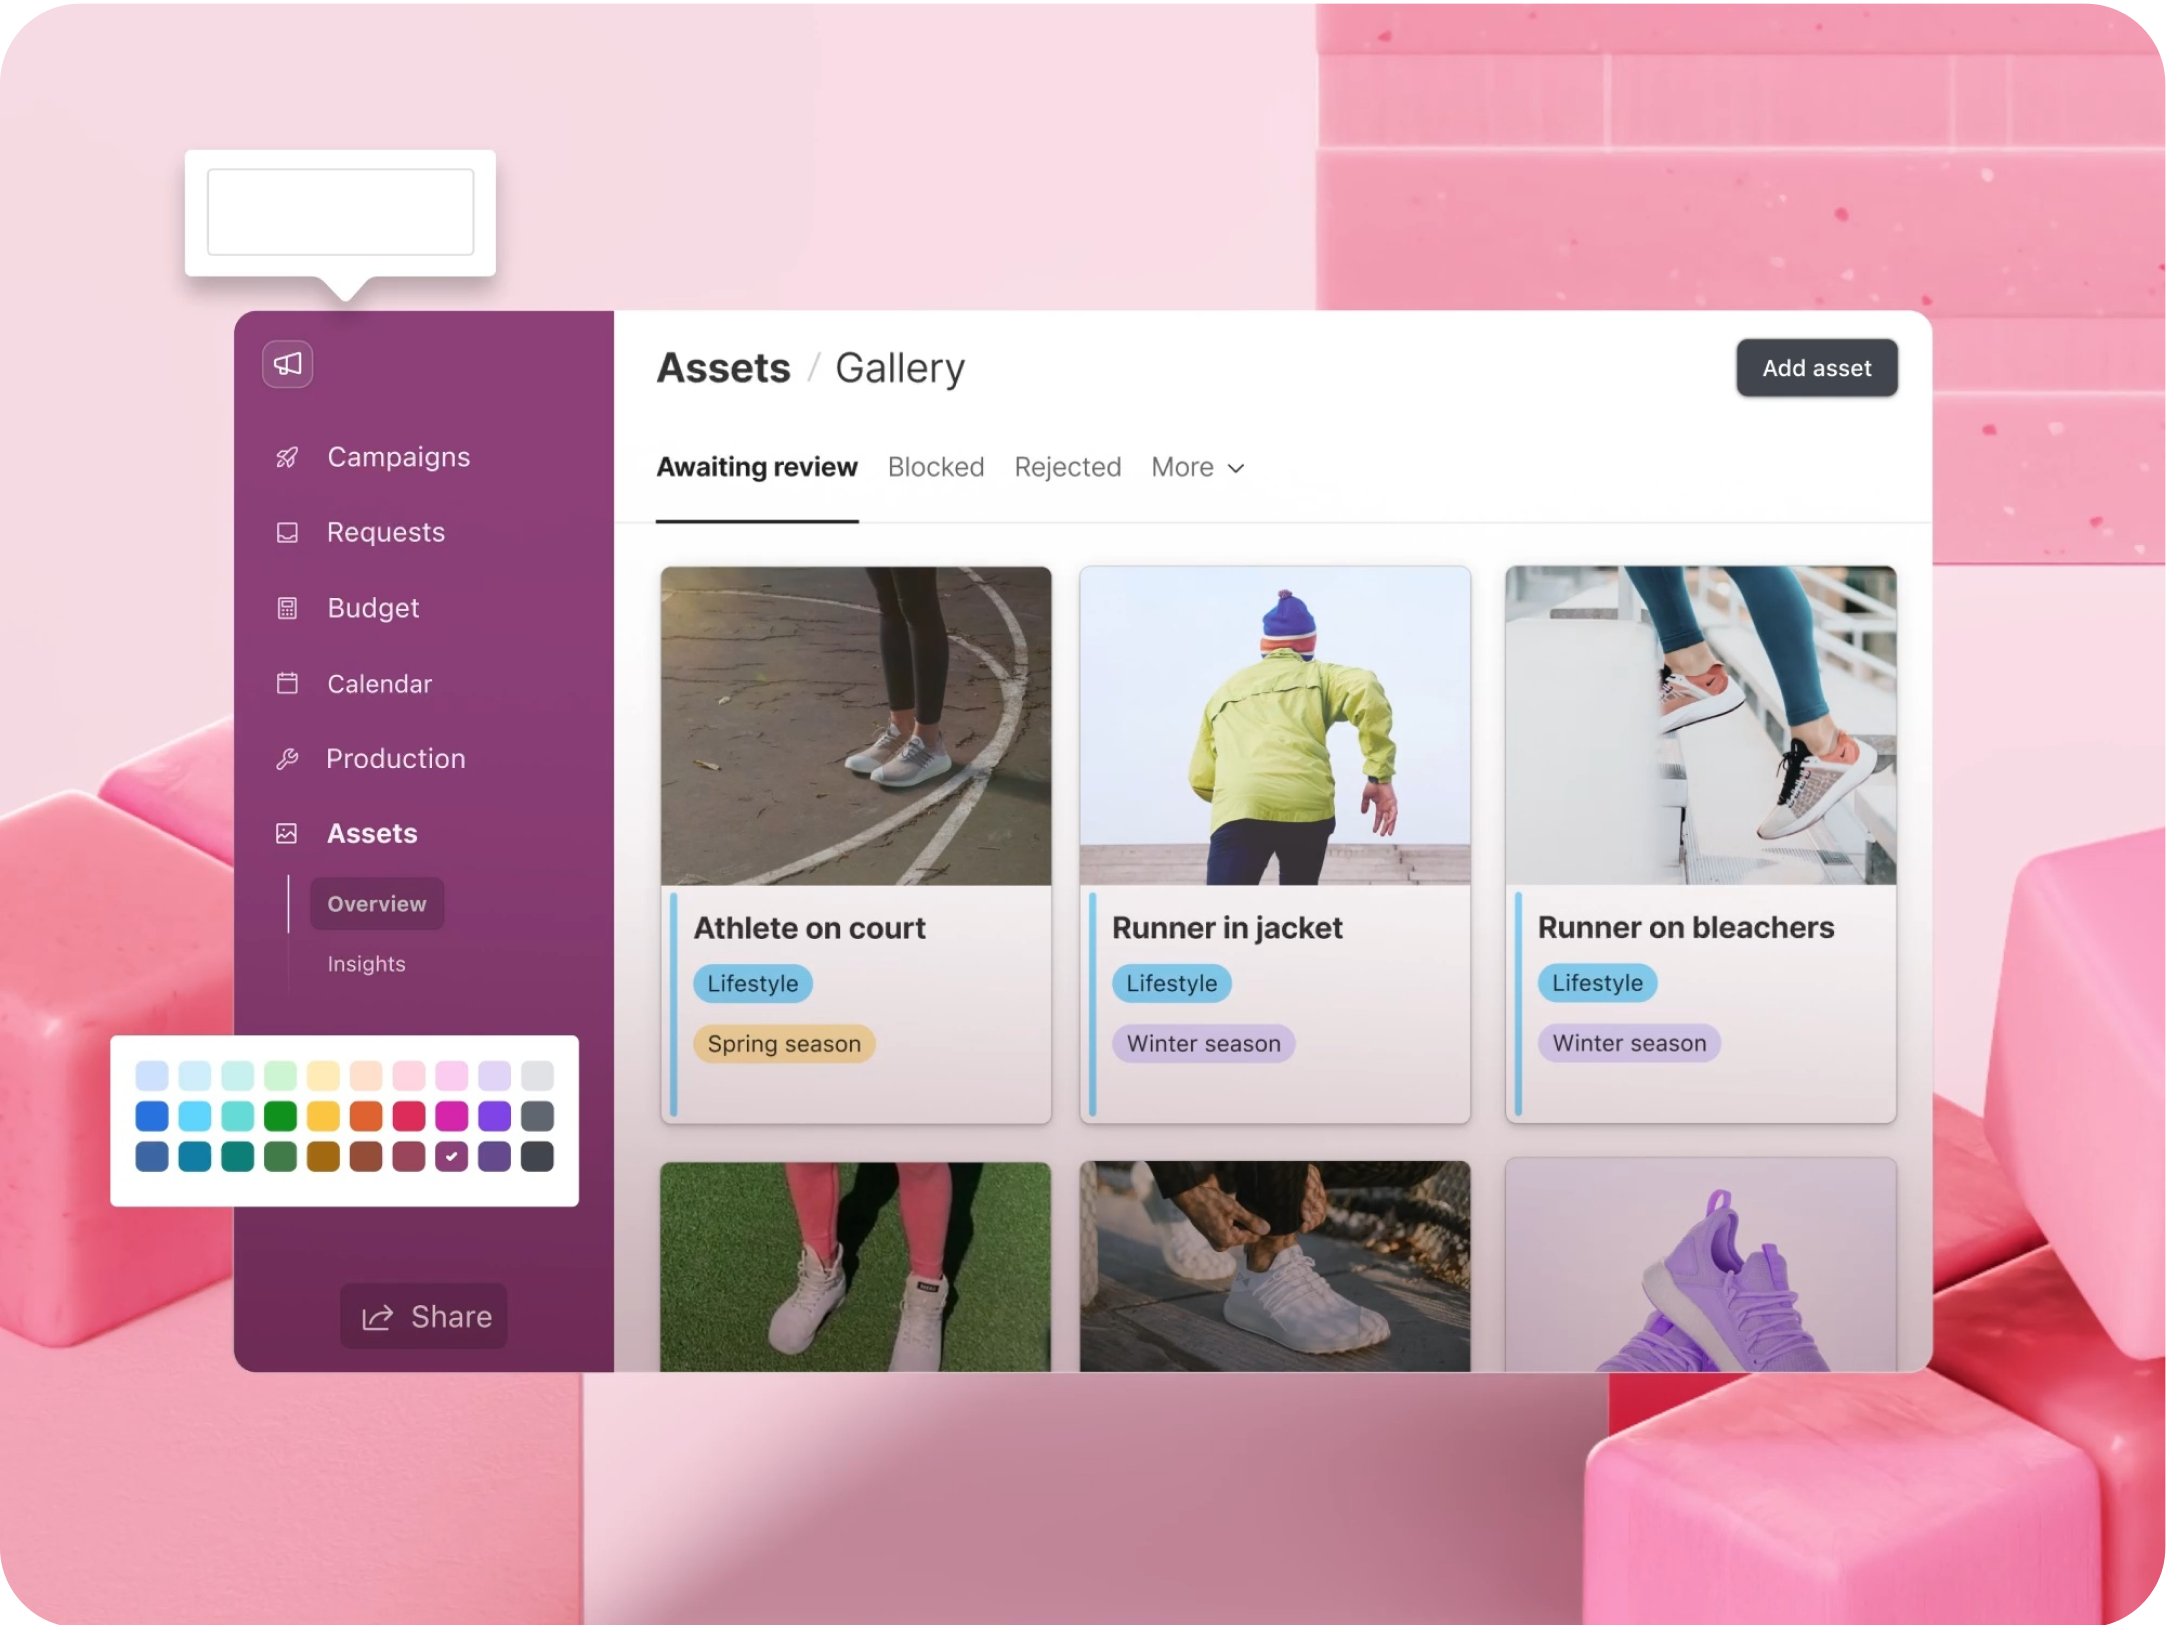 Assets / Gallery
Add asset
Campaigns
Requests
Budget
Calendar
Production
Assets
Overview
Insights
Share
Awaiting review
Blocked
Rejected
More
Athlete on court
Lifestyle
Spring season
Runner in jacket
Lifestyle
Winter season
Runner on bleachers
Lifestyle
Winter season